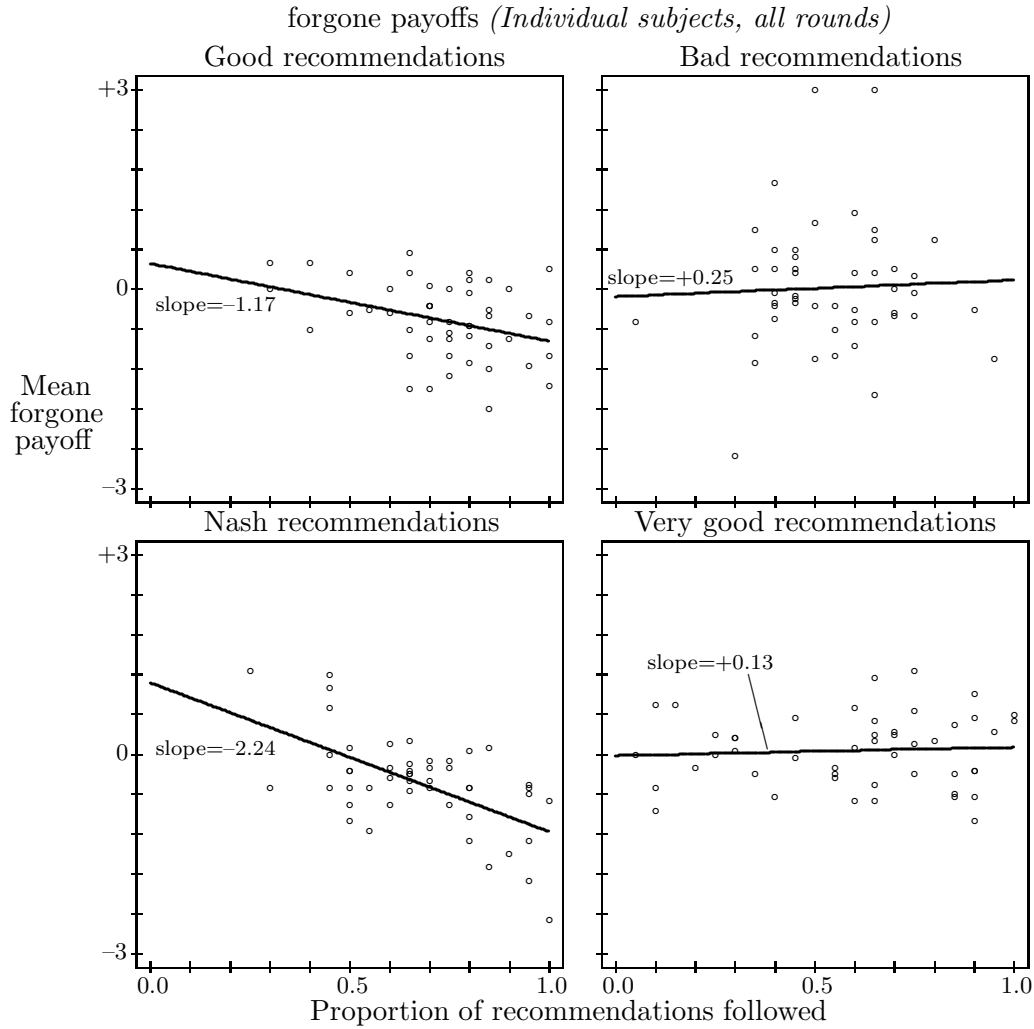 forgone payoffs (Individual subjects, all rounds)
Good recommendations
Bad recommendations
+3
0
slope=+0.25
slope=–1.17
Mean
forgone
payoff
–3
Nash recommendations
Very good recommendations
+3
slope=+0.13
0
slope=–2.24
–3
0.0 0.5 1.0 0.0 0.5 1.0
Proportion of recommendations followed